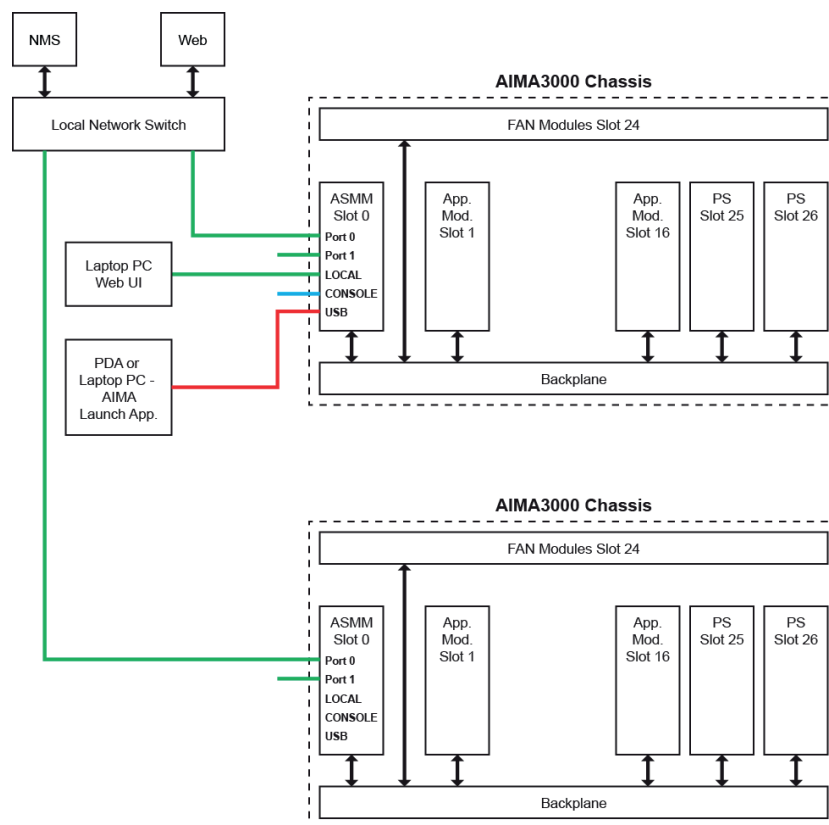 NMS
Web
Local Network Switch
AIMA3000 Chassis
FAN Modules Slot 24
ASMM
Slot 0
Port 0
Port 1
LOCAL
CONSOLE
USB
App.
Mod.
Slot 1
App.
Mod.
Slot 16
PS
Slot 25
PS
Slot 26
Laptop PC
Web UI
PDA or
Laptop PC -
AIMA
Launch App.
Backplane
AIMA3000 Chassis
FAN Modules Slot 24
ASMM
Slot 0
Port 0
Port 1
LOCAL
CONSOLE
USB
App.
Mod.
Slot 1
App.
Mod.
Slot 16
PS
Slot 25
PS
Slot 26
Backplane